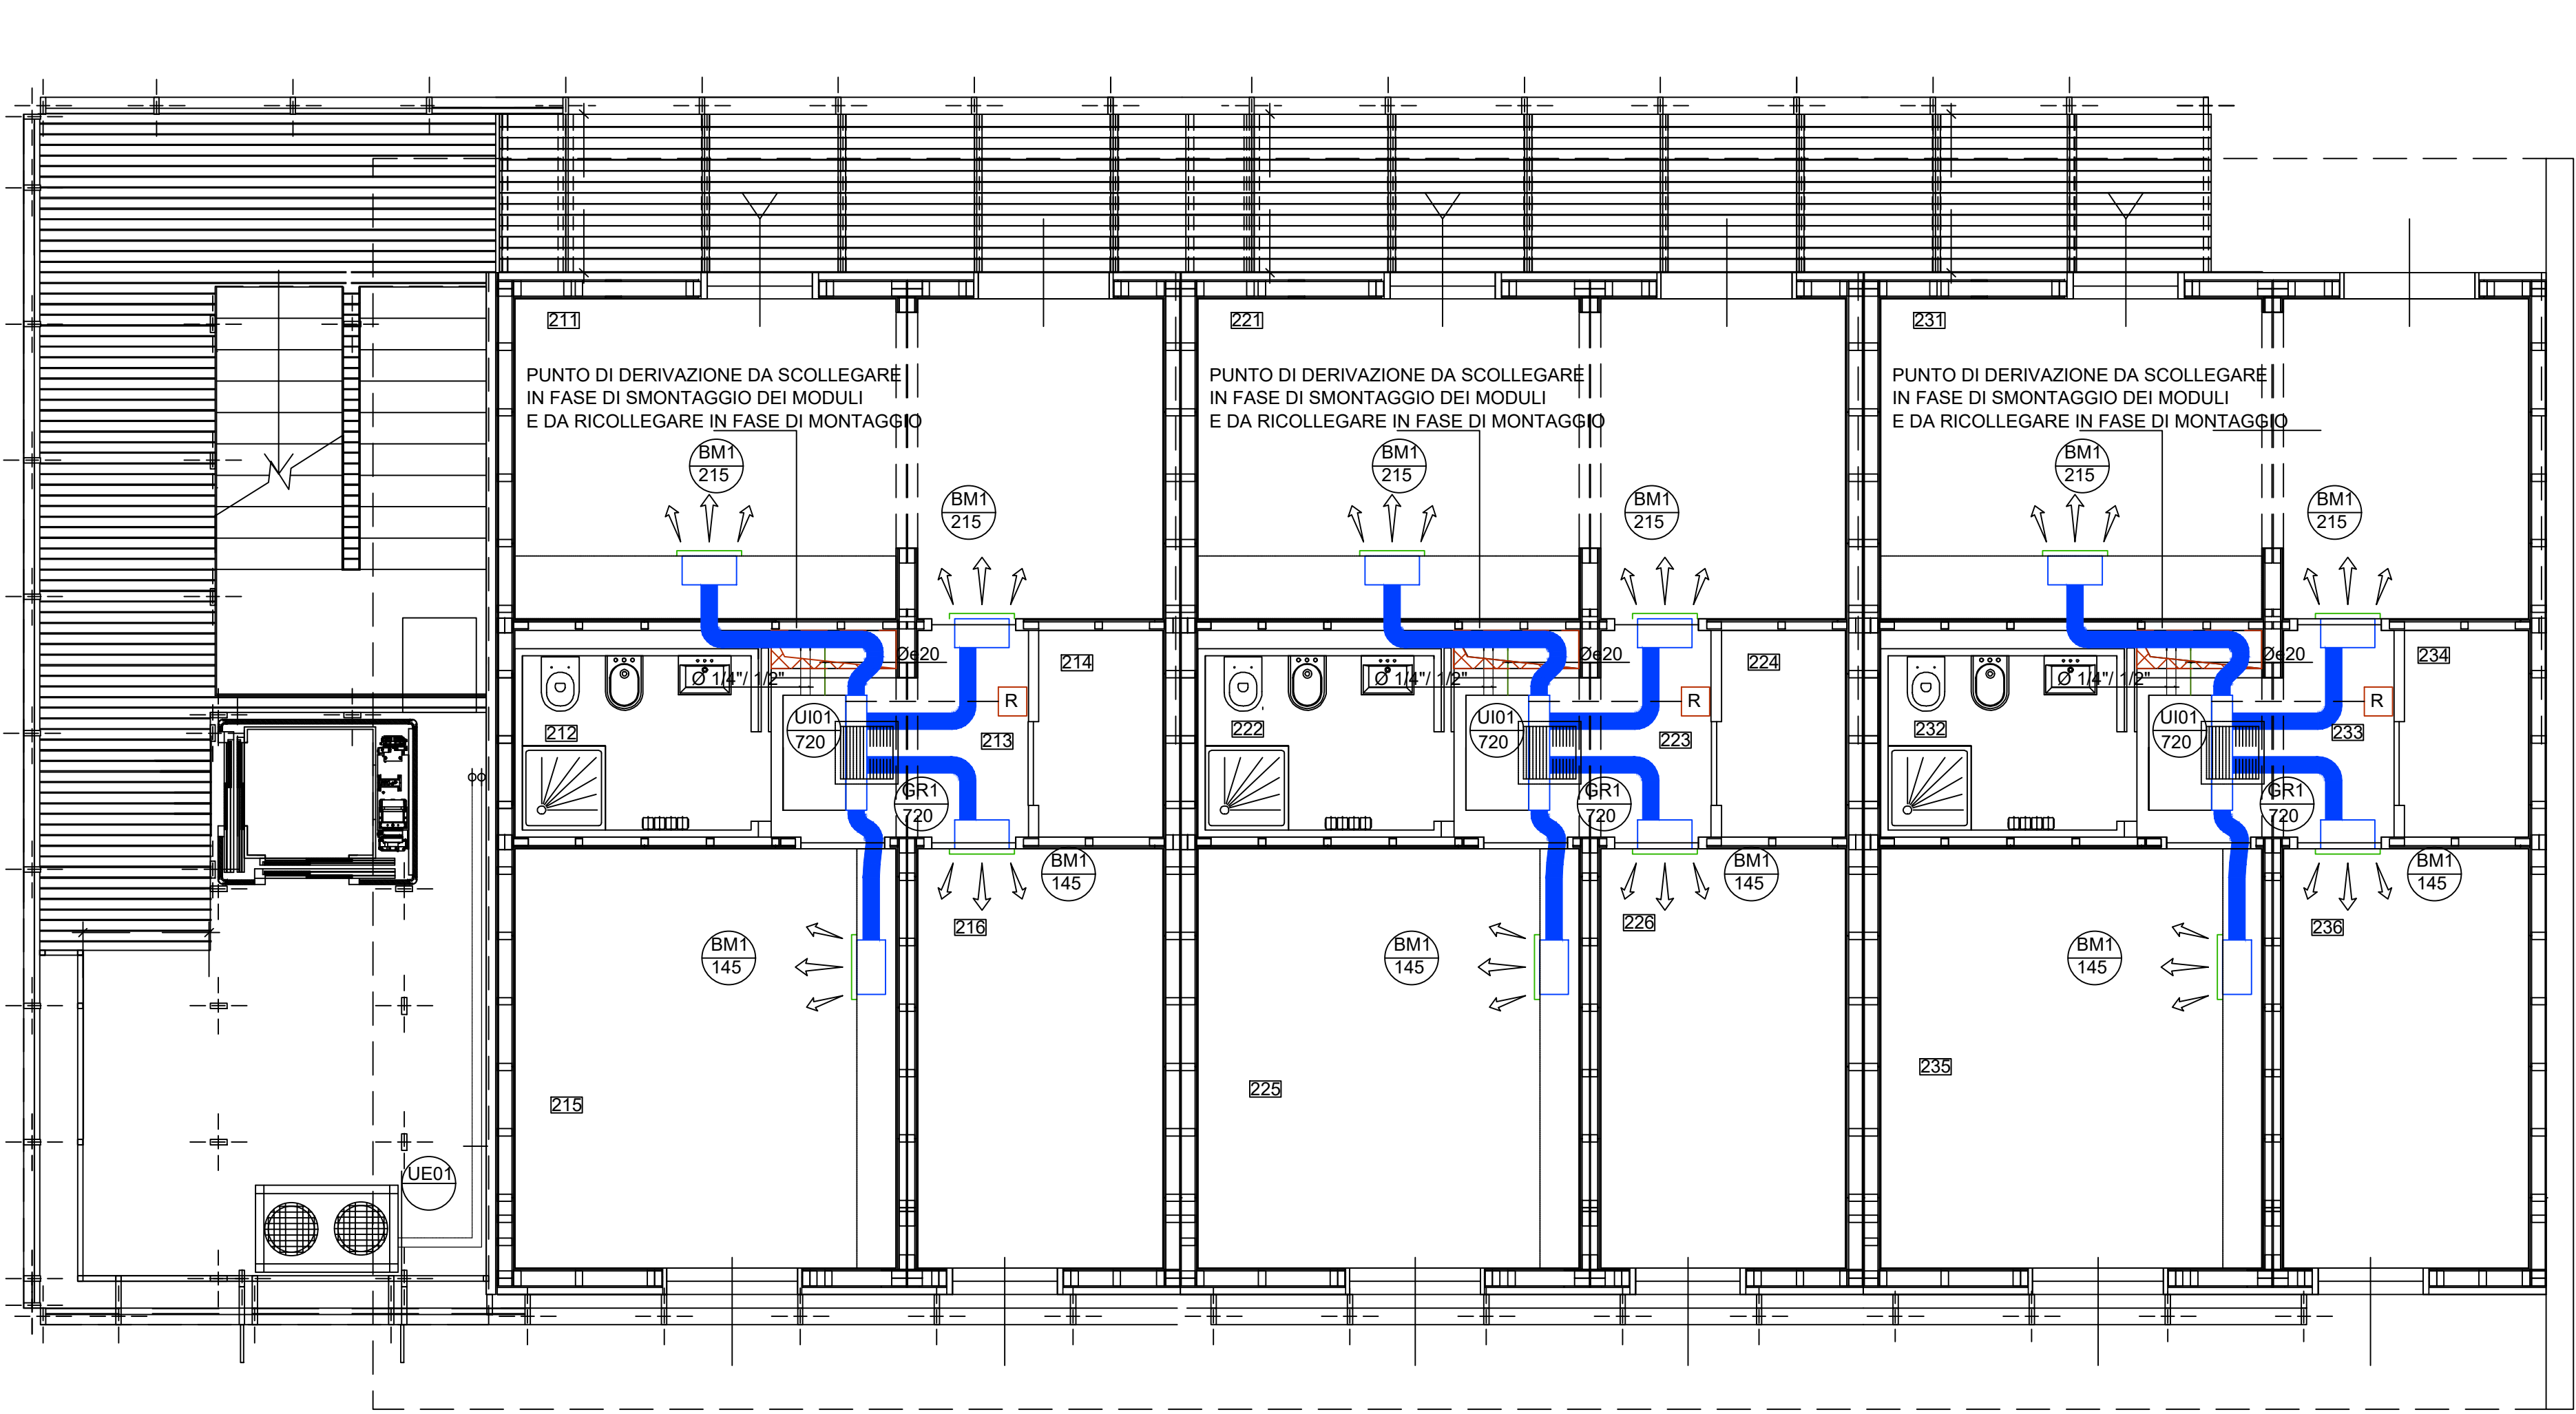 211
221
231
PUNTO DI DERIVAZIONE DA SCOLLEGARE
IN FASE DI SMONTAGGIO DEI MODULI
E DA RICOLLEGARE IN FASE DI MONTAGGIO
PUNTO DI DERIVAZIONE DA SCOLLEGARE
IN FASE DI SMONTAGGIO DEI MODULI
E DA RICOLLEGARE IN FASE DI MONTAGGIO
PUNTO DI DERIVAZIONE DA SCOLLEGARE
IN FASE DI SMONTAGGIO DEI MODULI
E DA RICOLLEGARE IN FASE DI MONTAGGIO
BM1
215
BM1
215
BM1
215
BM1
215
BM1
215
BM1
215
Øe20
214
Ø 1/4"/ 1/2"
R
212
UI01
720
213
GR1
720
Øe20
224
Ø 1/4"/ 1/2"
R
222
UI01
720
223
GR1
720
Øe20
234
Ø 1/4"/ 1/2"
R
232
UI01
720
233
GR1
720
BM1
145
216
BM1
145
BM1
145
226
BM1
145
BM1
145
236
BM1
145
215
225
235
UE01